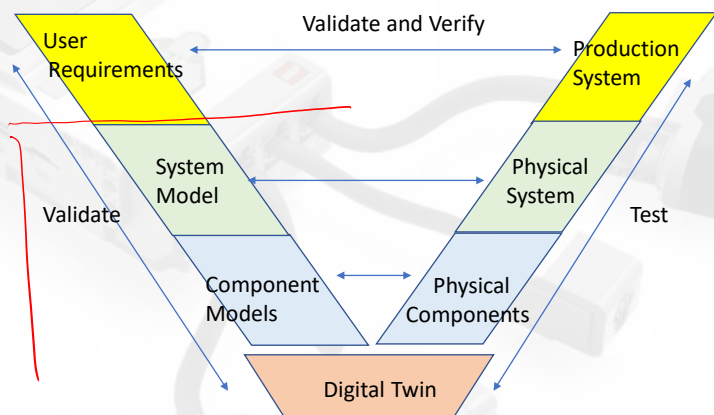 Validate and Verify
User
Requirements
Production
System
System
Model
Physical
System
Validate
Test
Component
Models
Physical
Components
Digital Twin